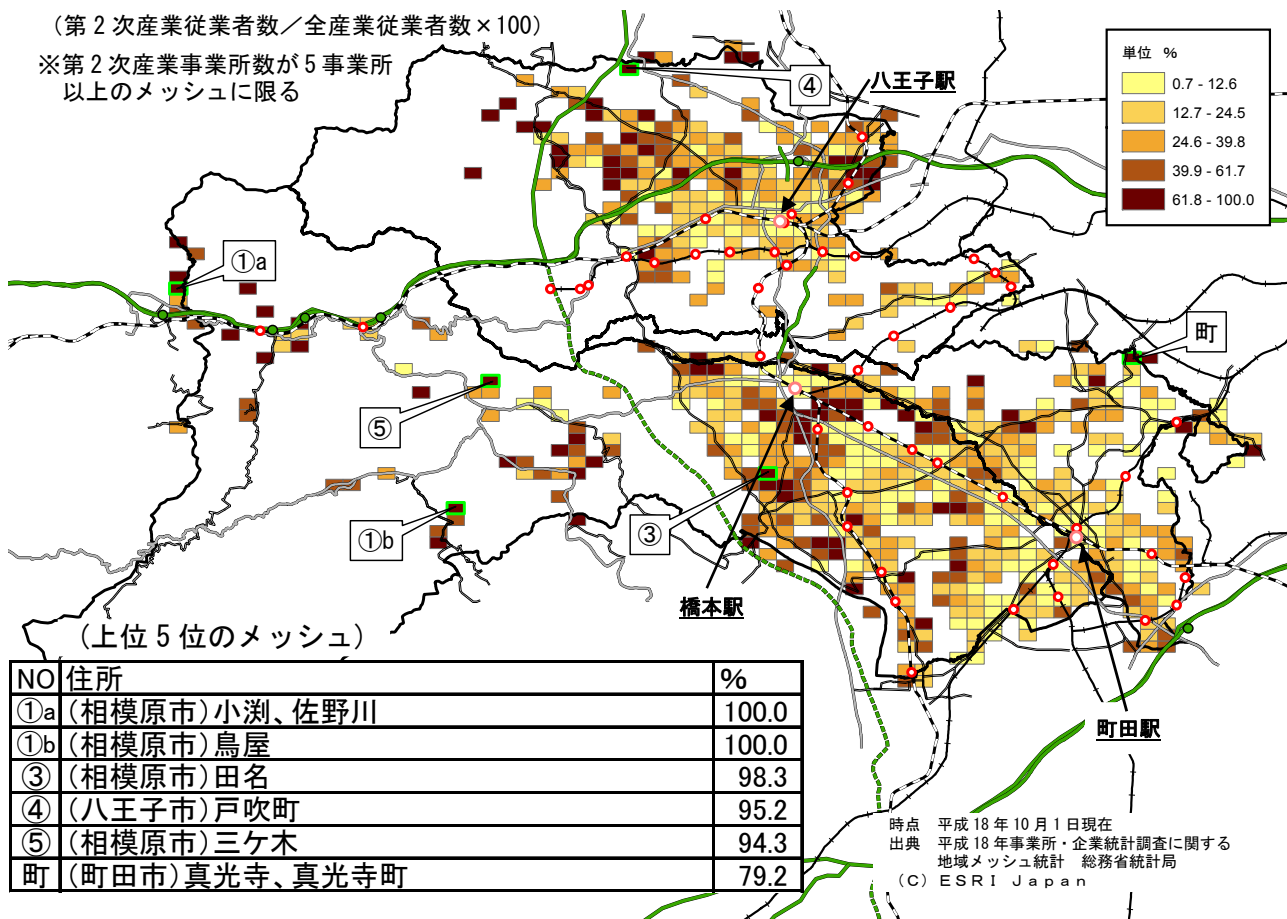 （第２次産業従業者数／全産業従業者数×100）
※第２次産業事業所数が５事業所
以上のメッシュに限る
単位 %
0.7 - 12.6
12.7 - 24.5
24.6 - 39.8
39.9 - 61.7
61.8 - 100.0
④
八王子駅
①a
町
⑤
①b
③
橋本駅
町田駅
（上位５位のメッシュ）
NO 住所 %
①a (相模原市)小渕、佐野川 100.0
①b (相模原市)鳥屋 100.0
③ (相模原市)田名 98.3
④ (八王子市)戸吹町 95.2
⑤ (相模原市)三ケ木 94.3
町 (町田市)真光寺、真光寺町 79.2
時点 平成18年10月1日現在
出典 平成18年事業所・企業統計調査に関する
地域メッシュ統計 総務省統計局
（C）ESRI Japan